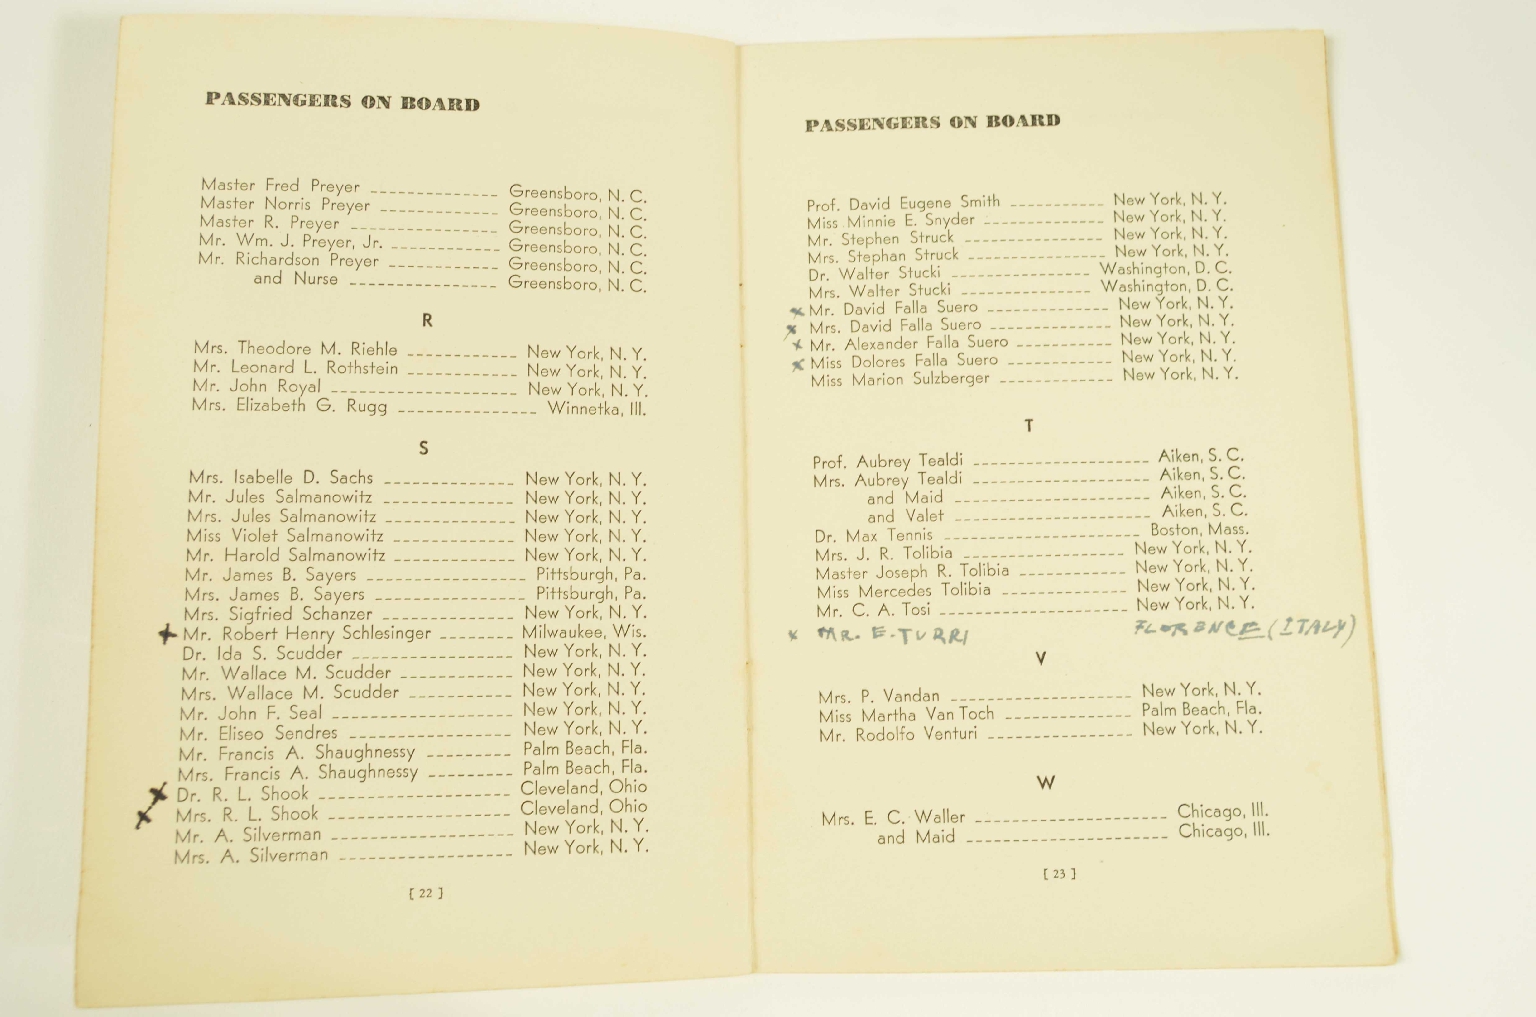 PASSENGERS ON BOARD
Master Fred Preyer ------------- Greensboro, N. C.
Master Norris Preyer ------------ Greensboro, N. C.
Master R. Preyer --------------- Greensboro, N. C.
Mr. Wm. J. Preyer, Jr. ----------- Greensboro, N. C.
Mr. Richardson Preyer ----------- Greensboro, N. C.
and Nurse --------------- Greensboro, N. C.
R
Mrs. Theodore M. Riehle ----------- New York, N. Y.
Mr. Leonard L. Rothstein ----------- New York, N. Y.
Mr. John Royal ------------------- New York, N. Y.
Mrs. Elizabeth G. Rugg -------------- Winnetka, Ill.
S
Mrs. Isabelle D. Sachs ------------- New York, N. Y.
Mr. Jules Salmanowitz ------------- New York, N. Y.
Mrs. Jules Salmanowitz ------------- New York, N. Y.
Miss Violet Salmanowitz ------------ New York, N. Y.
Mr. Harold Salmanowitz ------------ New York, N. Y.
Mr. James B. Sayers ---------------- Pittsburgh, Pa.
Mrs. James B. Sayers --------------- Pittsburgh, Pa.
Mrs. Sigfried Schanzer ------------- New York, N. Y.
x Mr. Robert Henry Schlesinger -------- Milwaukee, Wis.
Dr. Ida S. Scudder ---------------- New York, N. Y.
Mr. Wallace M. Scudder ------------ New York, N. Y.
Mrs. Wallace M. Scudder ----------- New York, N. Y.
Mr. John F. Seal ------------------ New York, N. Y.
Mr. Eliseo Sendres ---------------- New York, N. Y.
Mr. Francis A. Shaughnessy --------- Palm Beach, Fla.
Mrs. Francis A. Shaughnessy --------- Palm Beach, Fla.
x Dr. R. L. Shook ------------------- Cleveland, Ohio
x Mrs. R. L. Shook ------------------ Cleveland, Ohio
Mr. A. Silverman ------------------ New York, N. Y.
Mrs. A. Silverman ----------------- New York, N. Y.
[ 22 ]
PASSENGERS ON BOARD
Prof. David Eugene Smith ----------- New York, N. Y.
Miss Minnie E. Snyder -------------- New York, N. Y.
Mr. Stephen Struck ---------------- New York, N. Y.
Mrs. Stephan Struck --------------- New York, N. Y.
Dr. Walter Stucki ---------------- Washington, D. C.
Mrs. Walter Stucki --------------- Washington, D. C.
x Mr. David Falla Suero --------------- New York, N. Y.
x Mrs. David Falla Suero -------------- New York, N. Y.
x Mr. Alexander Falla Suero ----------- New York, N. Y.
x Miss Dolores Falla Suero ------------ New York, N. Y.
Miss Marion Sulzberger ------------- New York, N. Y.
T
Prof. Aubrey Tealdi -------------------- Aiken, S. C.
Mrs. Aubrey Tealdi -------------------- Aiken, S. C.
and Maid ---------------------- Aiken, S. C.
and Valet ---------------------- Aiken, S. C.
Dr. Max Tennis ---------------------- Boston, Mass.
Mrs. J. R. Tolibia ------------------ New York, N. Y.
Master Joseph R. Tolibia ------------ New York, N. Y.
Miss Mercedes Tolibia --------------- New York, N. Y.
Mr. C. A. Tosi --------------------- New York, N. Y.
x MR. E. TURRI FLORENCE (ITALY)
V
Mrs. P. Vandan -------------------- New York, N. Y.
Miss Martha Van Toch -------------- Palm Beach, Fla.
Mr. Rodolfo Venturi ---------------- New York, N. Y.
W
Mrs. E. C. Waller ---------------------- Chicago, Ill.
and Maid ----------------------- Chicago, Ill.
[ 23 ]